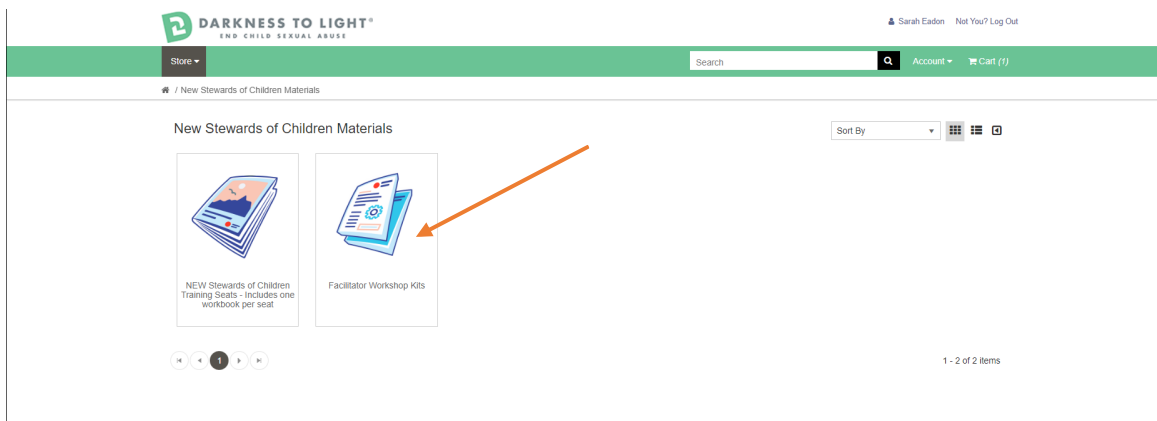 DARKNESS TO LIGHT®
END CHILD SEXUAL ABUSE
Sarah Eadon Not You? Log Out
Store
Search
Account
Cart (1)
/ New Stewards of Children Materials
New Stewards of Children Materials
Sort By
NEW Stewards of Children
Training Seats - Includes one
workbook per seat
Facilitator Workshop Kits
1
1 - 2 of 2 items